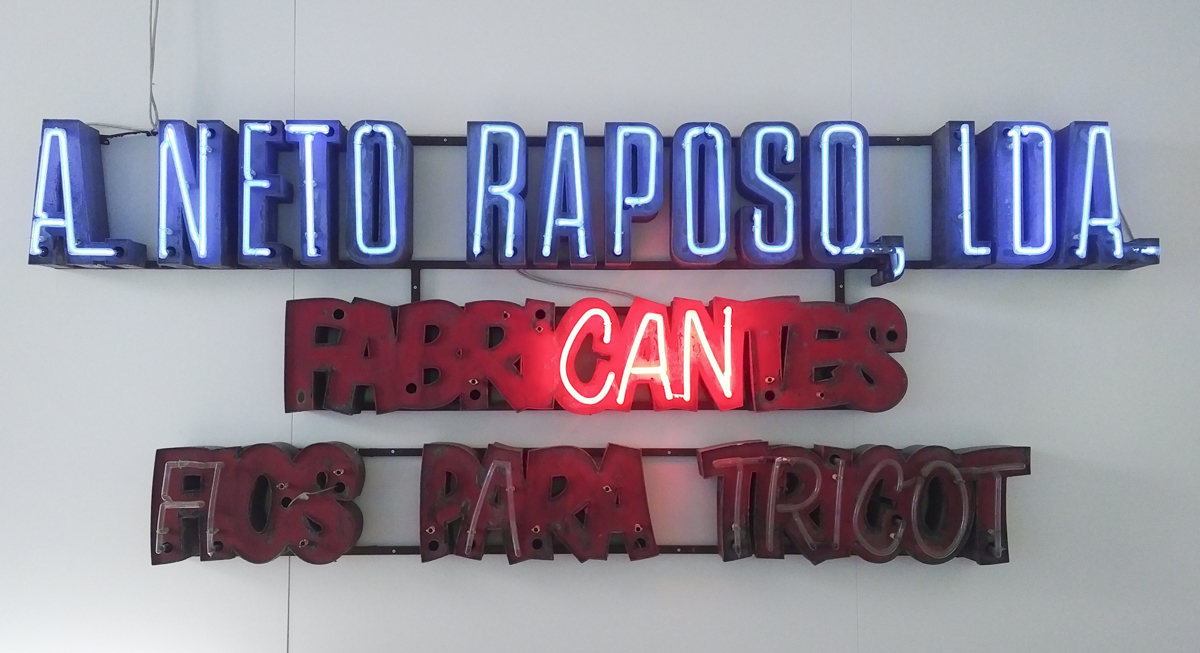 A. NETO RAPOSO, LDA.
FABRICANTES
FIOS PARA TRICOT